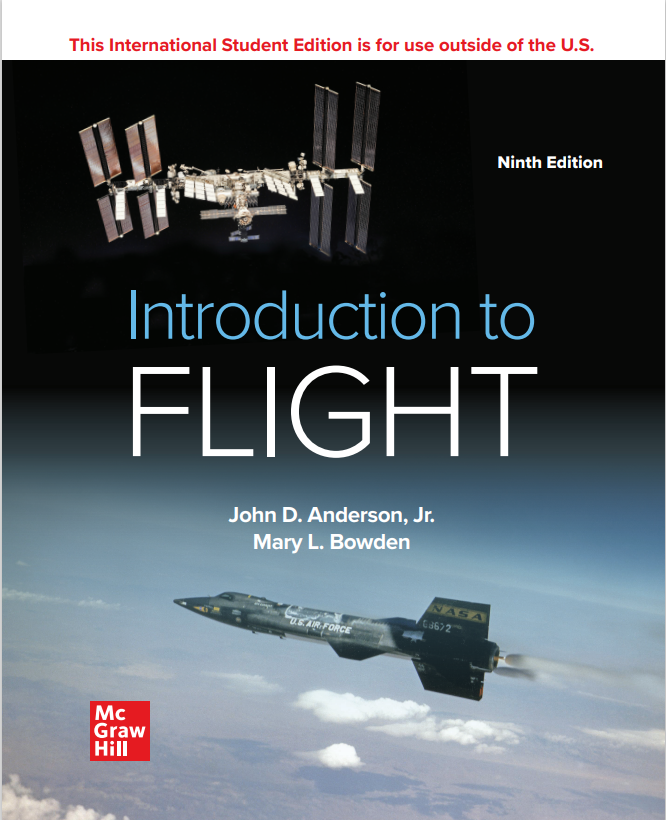 This International Student Edition is for use outside of the U.S.
Ninth Edition
Introduction to
FLIGHT
John D. Anderson, Jr.
Mary L. Bowden
NASA
U.S. AIR FORCE
Mc
Graw
Hill